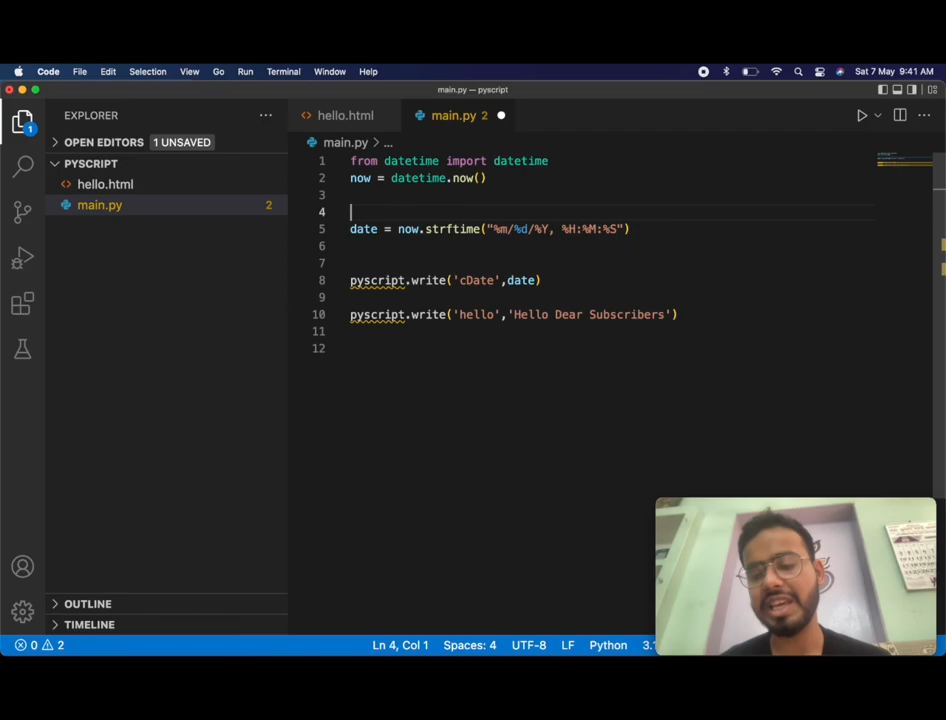 Code File Edit Selection View Go Run Terminal Window Help Sat 7 May 9:41 AM
main.py — pyscript
EXPLORER
hello.html
main.py 2
1
OPEN EDITORS 1 UNSAVED
main.py > ...
PYSCRIPT
hello.html
main.py 2
1 from datetime import datetime
2 now = datetime.now()
3
4
5 date = now.strftime("%m/%d/%Y, %H:%M:%S")
6
7
8 pyscript.write('cDate',date)
9
10 pyscript.write('hello','Hello Dear Subscribers')
11
12
OUTLINE
TIMELINE
0 2 Ln 4, Col 1 Spaces: 4 UTF-8 LF Python